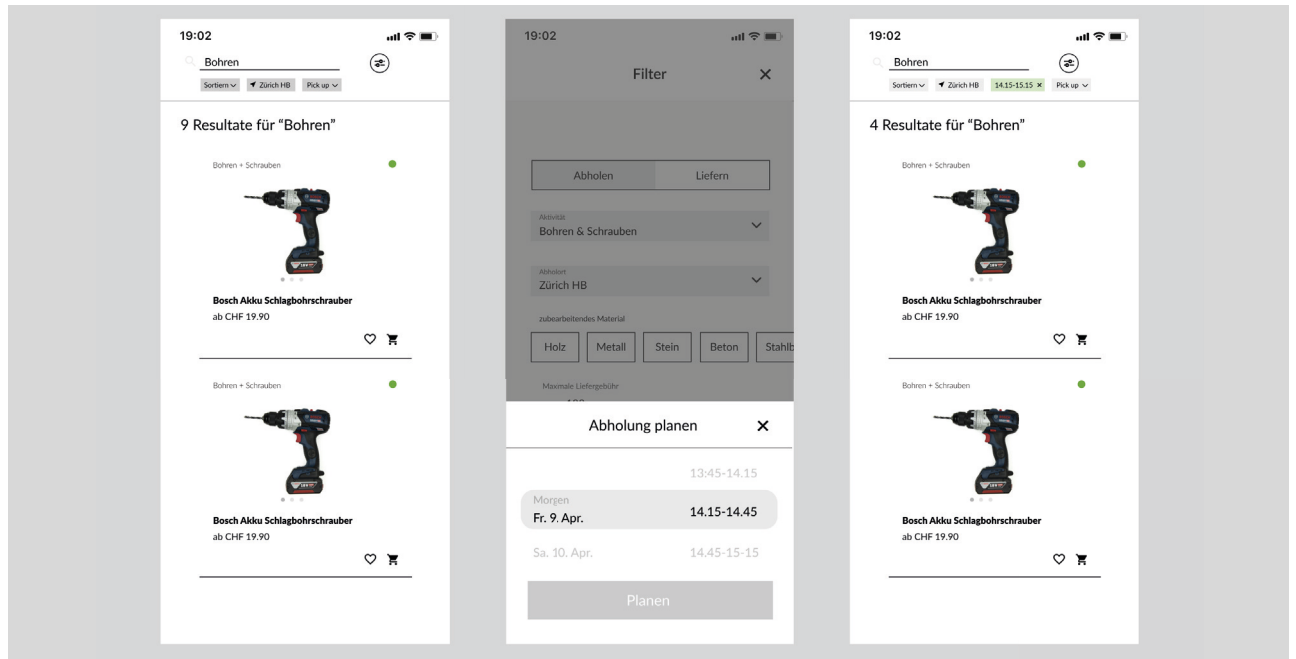 19:02
Bohren
Sortiern
Zürich HB
Pick up
9 Resultate für “Bohren”
Bohren + Schrauben
Bosch Akku Schlagbohrschrauber
ab CHF 19.90
Bohren + Schrauben
Bosch Akku Schlagbohrschrauber
ab CHF 19.90
19:02
Filter
Abholen
Liefern
Aktivität
Bohren & Schrauben
Abholort
Zürich HB
zubearbeitendes Material
Holz
Metall
Stein
Beton
Stahlb
Maxmale Liefergebühr
Abholung planen
13:45-14.15
Morgen
Fr. 9. Apr.
14.15-14.45
Sa. 10. Apr.
14.45-15-15
Planen
19:02
Bohren
Sortiern
Zürich HB
14.15-15.15
Pick up
4 Resultate für “Bohren”
Bohren + Schrauben
Bosch Akku Schlagbohrschrauber
ab CHF 19.90
Bohren + Schrauben
Bosch Akku Schlagbohrschrauber
ab CHF 19.90